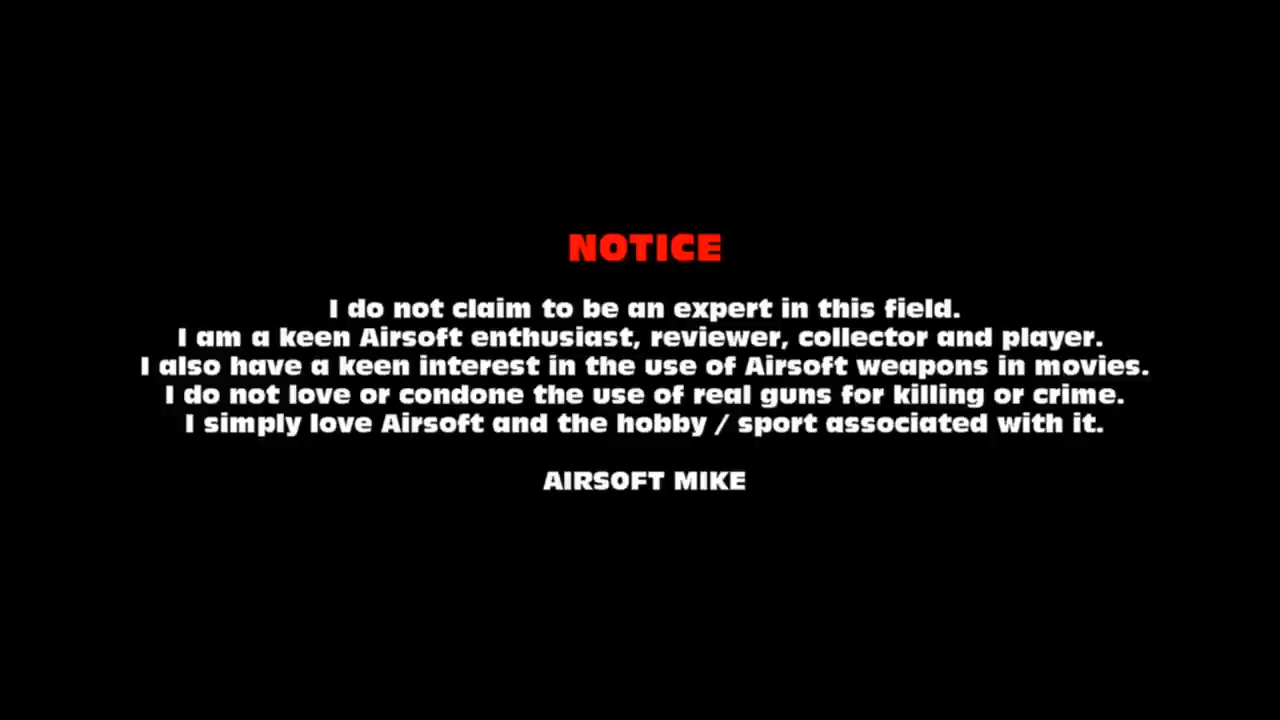 NOTICE
I do not claim to be an expert in this field.
I am a keen Airsoft enthusiast, reviewer, collector and player.
I also have a keen interest in the use of Airsoft weapons in movies.
I do not love or condone the use of real guns for killing or crime.
I simply love Airsoft and the hobby / sport associated with it.
AIRSOFT MIKE